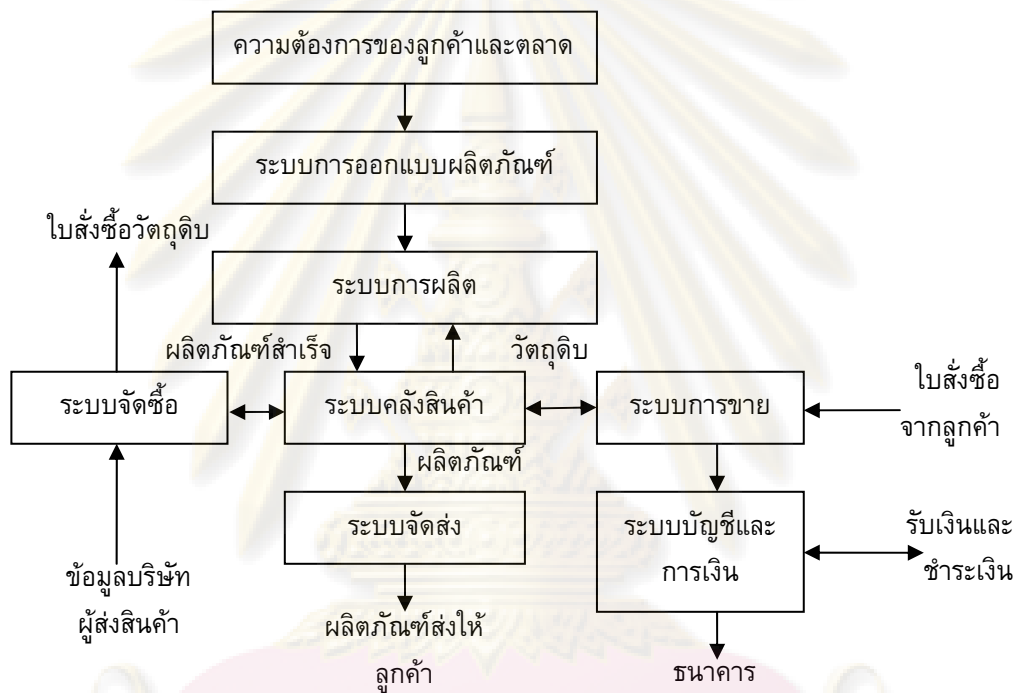 ความต้องการของลูกค้าและตลาด
ระบบการออกแบบผลิตภัณฑ์
ใบสั่งซื้อวัตถุดิบ
ระบบการผลิต
ผลิตภัณฑ์สำเร็จ
วัตถุดิบ
ระบบจัดซื้อ
ระบบคลังสินค้า
ระบบการขาย
ใบสั่งซื้อ
จากลูกค้า
ผลิตภัณฑ์
ระบบจัดส่ง
ระบบบัญชีและ
การเงิน
รับเงินและ
ชำระเงิน
ข้อมูลบริษัท
ผู้ส่งสินค้า
ผลิตภัณฑ์ส่งให้
ลูกค้า
ธนาคาร